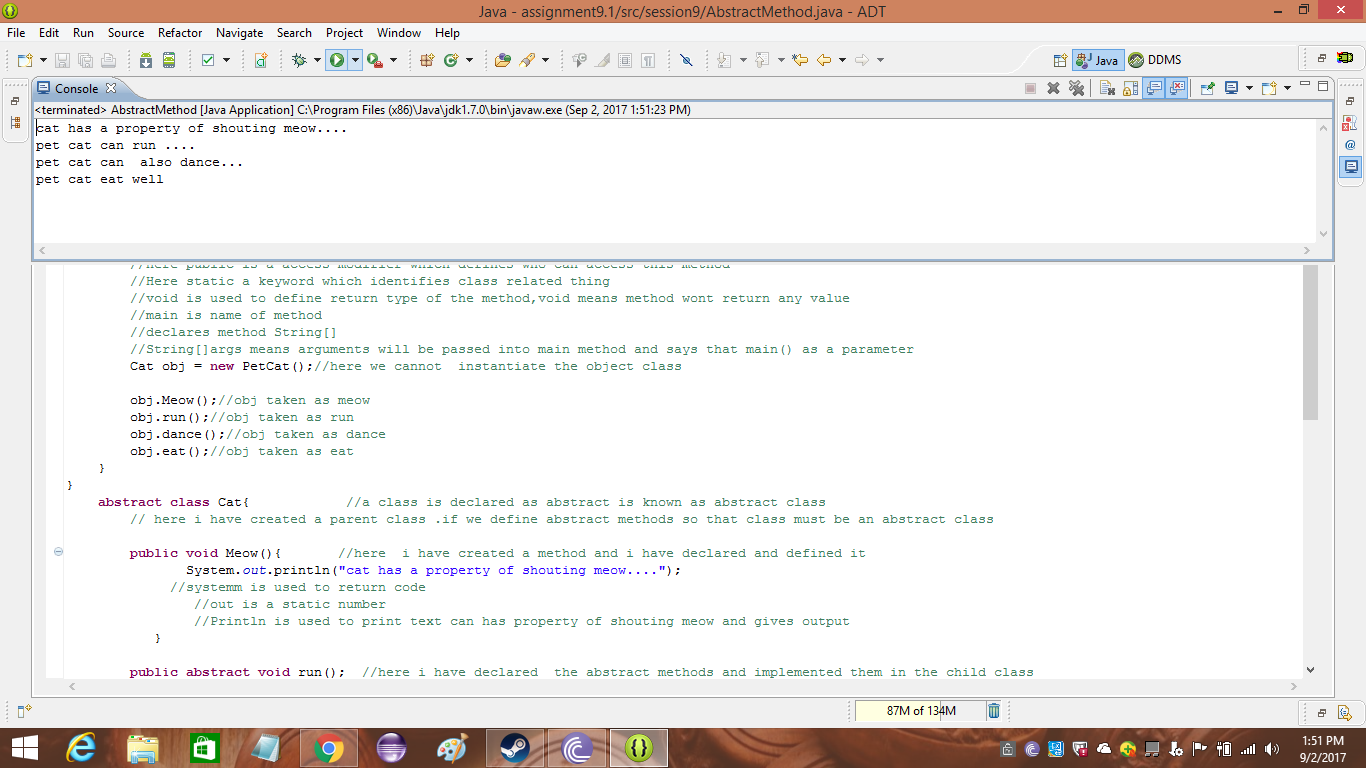 Java - assignment9.1/src/session9/AbstractMethod.java - ADT
File Edit Run Source Refactor Navigate Search Project Window Help
Java DDMS
Console
<terminated> AbstractMethod [Java Application] C:\Program Files (x86)\Java\jdk1.7.0\bin\javaw.exe (Sep 2, 2017 1:51:23 PM)
cat has a property of shouting meow....
pet cat can run ....
pet cat can  also dance...
pet cat eat well
//Here public is a access modifier which defines who can access this method
//Here static a keyword which identifies class related thing
//void is used to define return type of the method,void means method wont return any value
//main is name of method
//declares method String[]
//String[]args means arguments will be passed into main method and says that main() as a parameter
Cat obj = new PetCat();//here we cannot  instantiate the object class
obj.Meow();//obj taken as meow
obj.run();//obj taken as run
obj.dance();//obj taken as dance
obj.eat();//obj taken as eat
}
}
abstract class Cat{            //a class is declared as abstract is known as abstract class
// here i have created a parent class .if we define abstract methods so that class must be an abstract class
public void Meow(){       //here  i have created a method and i have declared and defined it
System.out.println("cat has a property of shouting meow....");
//systemm is used to return code
//out is a static number
//Println is used to print text can has property of shouting meow and gives output
}
public abstract void run();  //here i have declared  the abstract methods and implemented them in the child class
87M of 134M
1:51 PM
9/2/2017